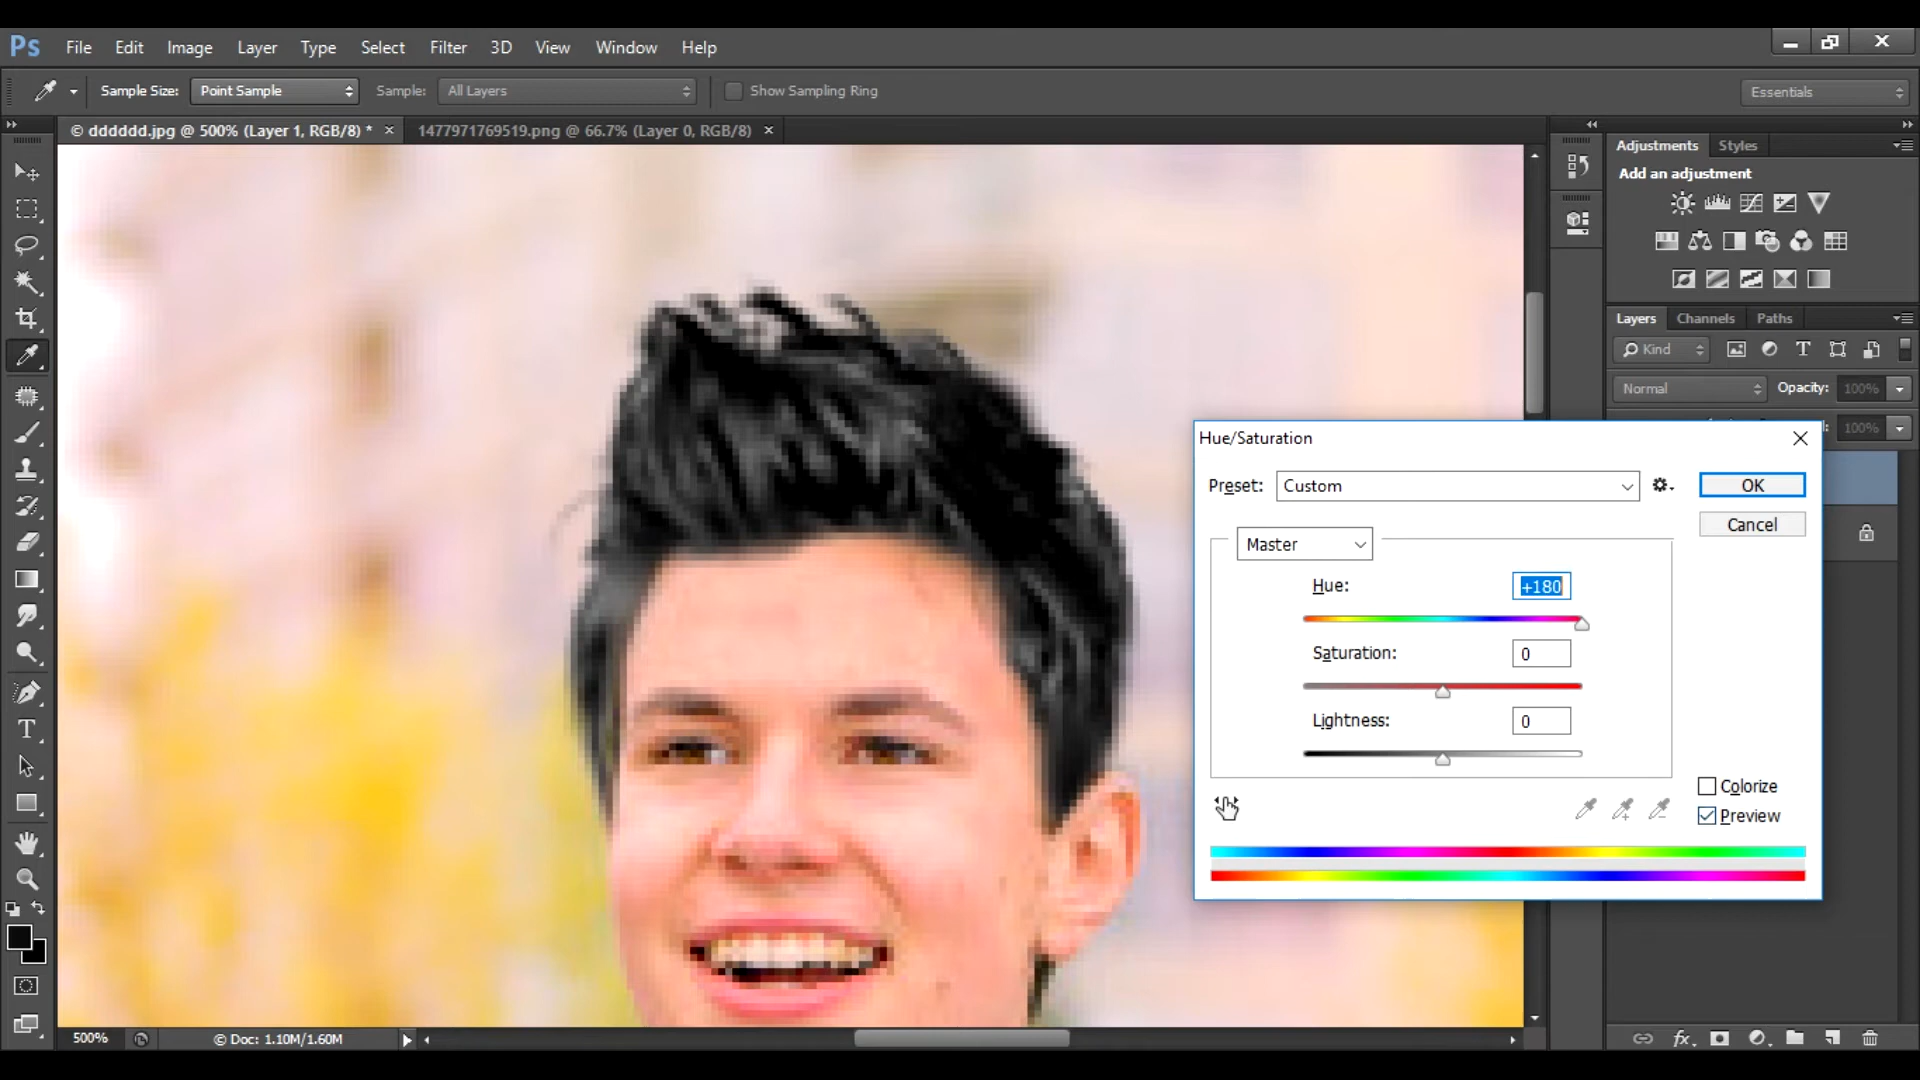 Ps File Edit Image Layer Type Select Filter 3D View Window Help
Sample Size: Point Sample Sample: All Layers Show Sampling Ring Essentials
© dddddd.jpg @ 500% (Layer 1, RGB/8) * × 1477971769519.png @ 66.7% (Layer 0, RGB/8) ×
Adjustments Styles
Add an adjustment
Layers Channels Paths
Kind
Normal Opacity: 100%
100%
Hue/Saturation
Preset: Custom OK
Cancel
Master
Hue: +180
Saturation: 0
Lightness: 0
Colorize
Preview
500% © Doc: 1.10M/1.60M
fx